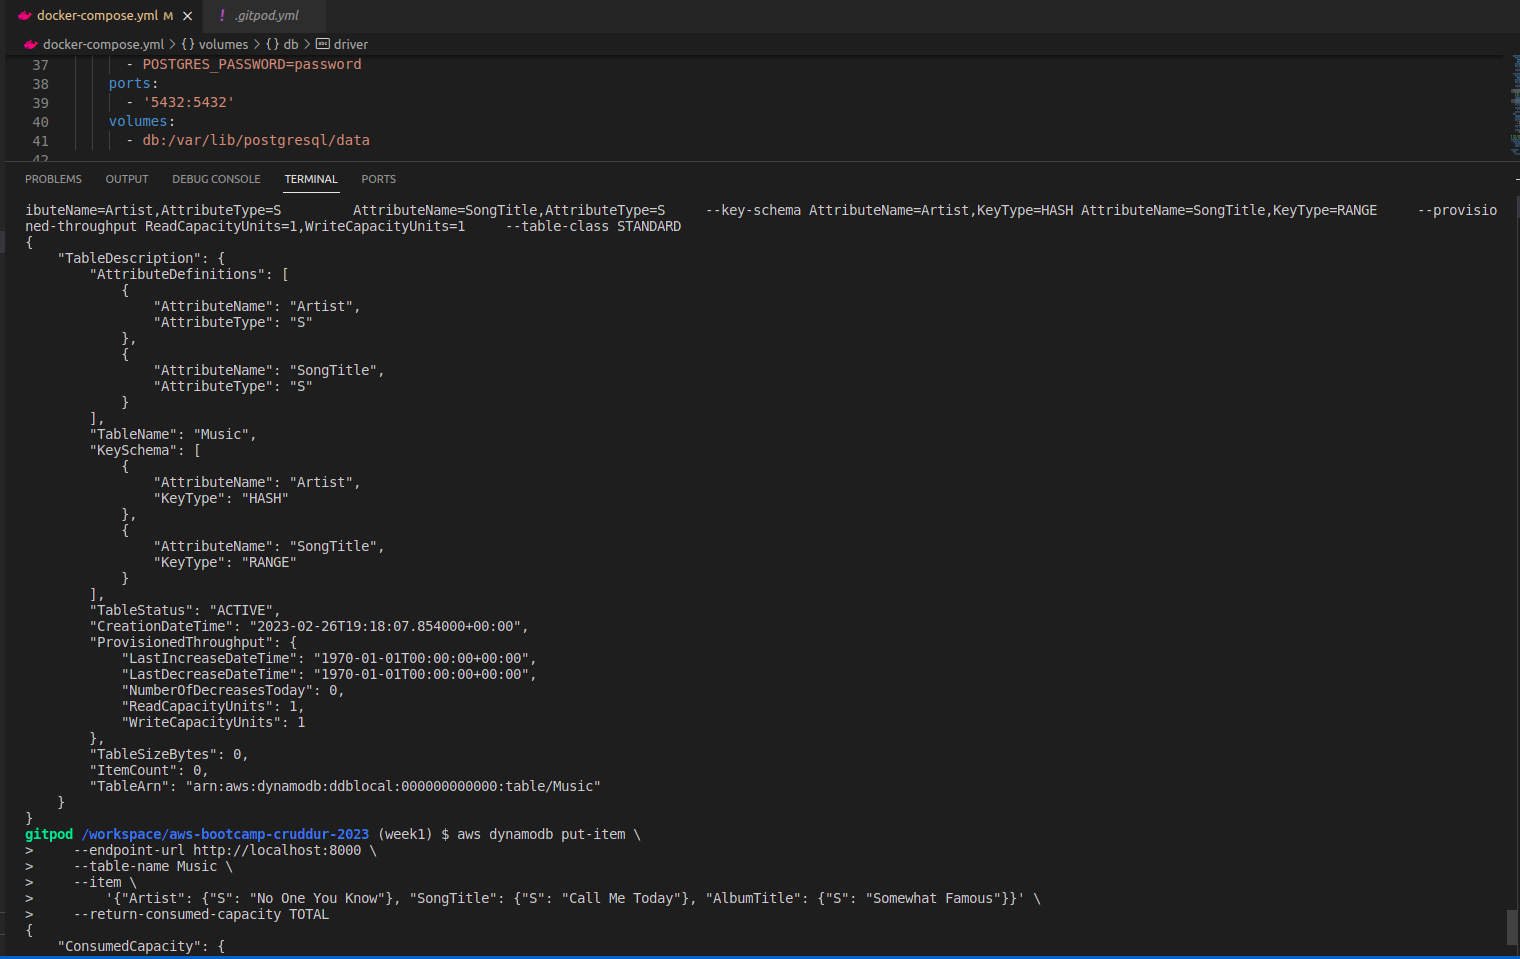 docker-compose.yml M ✕ ! .gitpod.yml
docker-compose.yml > {} volumes > {} db > abc driver
37 - POSTGRES_PASSWORD=password
38 ports:
39 - '5432:5432'
40 volumes:
41 - db:/var/lib/postgresql/data
42
PROBLEMS OUTPUT DEBUG CONSOLE TERMINAL PORTS
ibuteName=Artist,AttributeType=S AttributeName=SongTitle,AttributeType=S --key-schema AttributeName=Artist,KeyType=HASH AttributeName=SongTitle,KeyType=RANGE --provisio
ned-throughput ReadCapacityUnits=1,WriteCapacityUnits=1 --table-class STANDARD
{
"TableDescription": {
"AttributeDefinitions": [
{
"AttributeName": "Artist",
"AttributeType": "S"
},
{
"AttributeName": "SongTitle",
"AttributeType": "S"
}
],
"TableName": "Music",
"KeySchema": [
{
"AttributeName": "Artist",
"KeyType": "HASH"
},
{
"AttributeName": "SongTitle",
"KeyType": "RANGE"
}
],
"TableStatus": "ACTIVE",
"CreationDateTime": "2023-02-26T19:18:07.854000+00:00",
"ProvisionedThroughput": {
"LastIncreaseDateTime": "1970-01-01T00:00:00+00:00",
"LastDecreaseDateTime": "1970-01-01T00:00:00+00:00",
"NumberOfDecreasesToday": 0,
"ReadCapacityUnits": 1,
"WriteCapacityUnits": 1
},
"TableSizeBytes": 0,
"ItemCount": 0,
"TableArn": "arn:aws:dynamodb:ddblocal:000000000000:table/Music"
}
}
gitpod /workspace/aws-bootcamp-cruddur-2023 (week1) $ aws dynamodb put-item \
> --endpoint-url http://localhost:8000 \
> --table-name Music \
> --item \
> '{"Artist": {"S": "No One You Know"}, "SongTitle": {"S": "Call Me Today"}, "AlbumTitle": {"S": "Somewhat Famous"}}' \
> --return-consumed-capacity TOTAL
{
"ConsumedCapacity": {